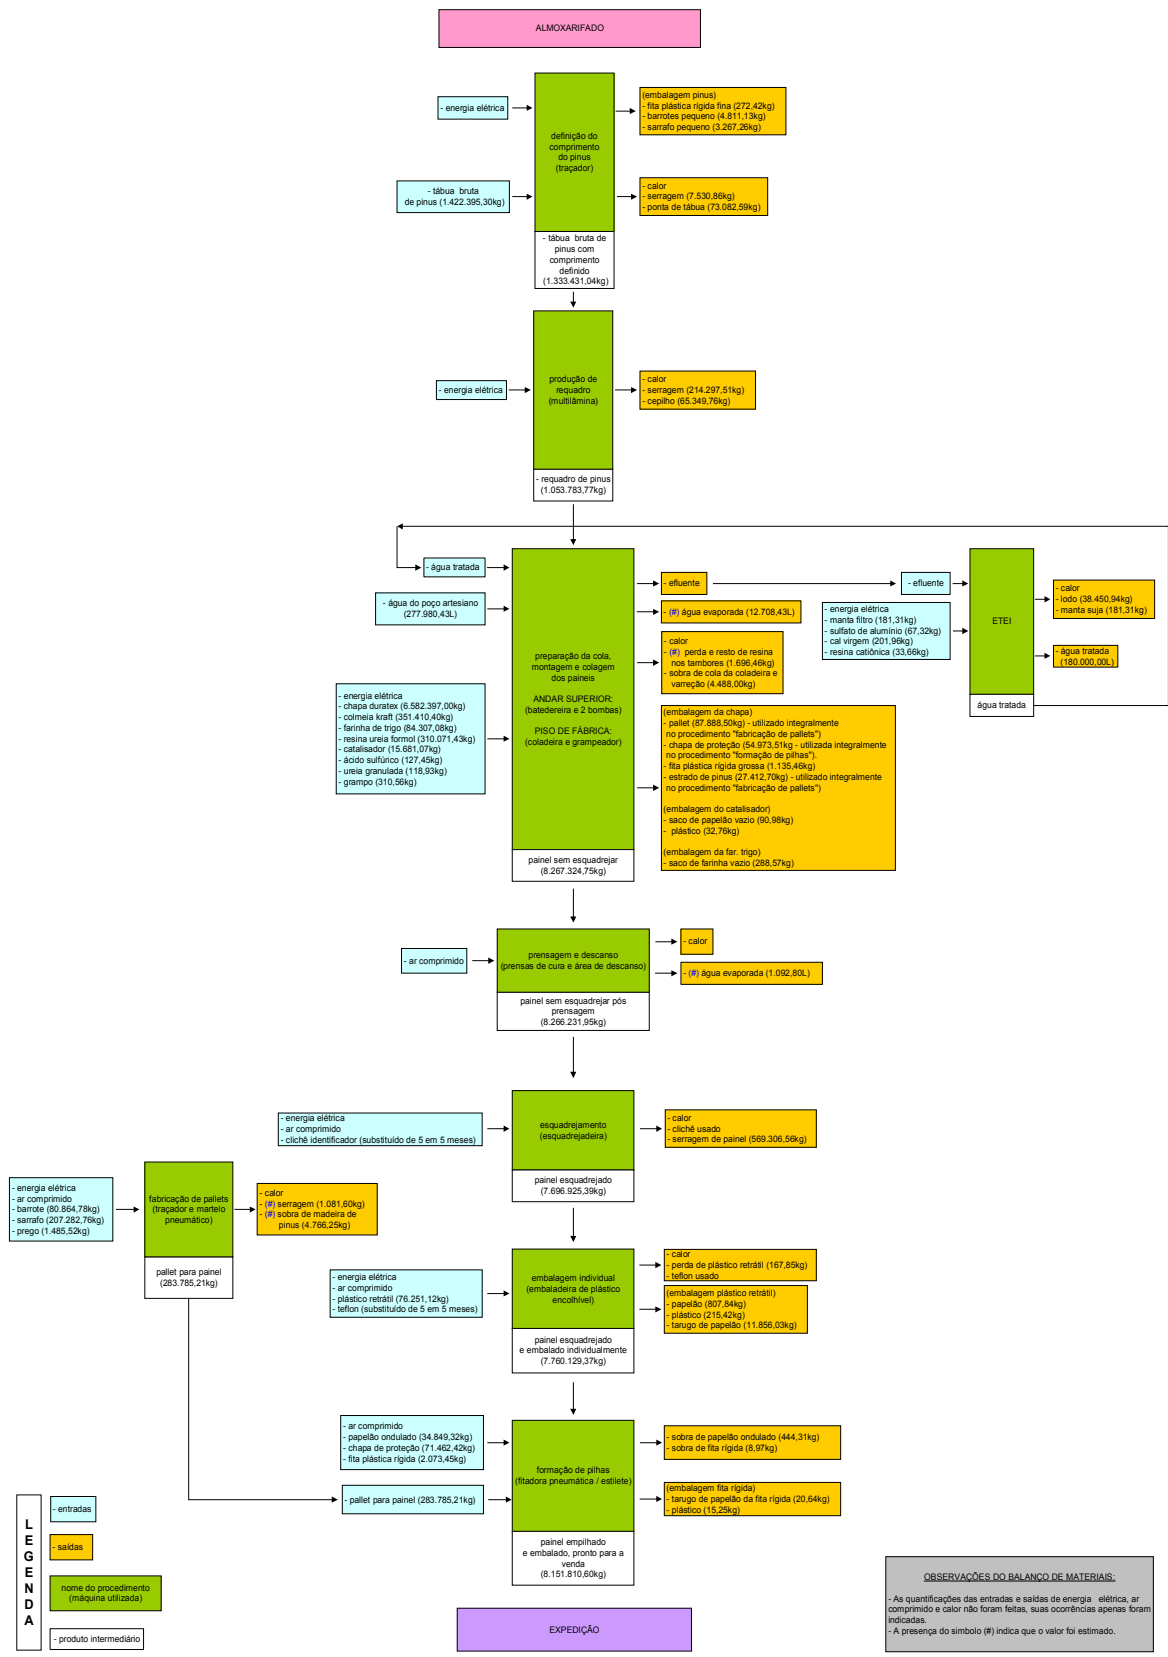 ALMOXARIFADO
- energia elétrica
- tábua bruta
de pinus (1.422.395,30kg)
definição do
comprimento
do pinus
(traçador)
(embalagem pinus)
- fita plástica rígida fina (272,42kg)
- barrotes pequeno (4.811,13kg)
- sarrafo pequeno (3.267,26kg)
- calor
- serragem (7.530,86kg)
- ponta de tábua (73.082,59kg)
- tábua bruta de
pinus com
comprimento
definido
(1.333.431,04kg)
- energia elétrica
produção de
requadro
(multilâmina)
- calor
- serragem (214.297,51kg)
- cepilho (65.349,76kg)
- requadro de pinus
(1.053.783,77kg)
- água tratada
- água do poço artesiano
(277.980,43L)
- energia elétrica
- chapa duratex (6.582.397,00kg)
- colmeia kraft (351.410,40kg)
- farinha de trigo (84.307,08kg)
- resina ureia formol (310.071,43kg)
- catalisador (15.681,07kg)
- ácido sulfúrico (127,45kg)
- ureia granulada (118,93kg)
- grampo (310,56kg)
preparação da cola,
montagem e colagem
dos paineis
ANDAR SUPERIOR:
(batedereira e 2 bombas)
PISO DE FÁBRICA:
(coladeira e grampeador)
- efluente
- (#) água evaporada (12.708,43L)
- calor
- (#) perda e resto de resina
nos tambores (1.696,46kg)
- sobra de cola da coladeira e
varreção (4.488,00kg)
(embalagem da chapa)
- pallet (87.888,50kg) - utilizado integralmente
no procedimento "fabricação de pallets")
- chapa de proteção (54.973,51kg - utilizada integralmente
no procedimento "formação de pilhas").
- fita plástica rígida grossa (1.135,46kg)
- estrado de pinus (27.412,70kg) - utilizado integralmente
no procedimento "fabricação de pallets")
(embalagem do catalisador)
- saco de papelão vazio (90,98kg)
- plástico (32,76kg)
(embalagem da far. trigo)
- saco de farinha vazio (288,57kg)
- efluente
- energia elétrica
- manta filtro (181,31kg)
- sulfato de alumínio (67,32kg)
- cal virgem (201,96kg)
- resina catiônica (33,66kg)
ETEI
- calor
- lodo (38.450,94kg)
- manta suja (181,31kg)
- água tratada
(180.000,00L)
água tratada
painel sem esquadrejar
(8.267.324,75kg)
- ar comprimido
prensagem e descanso
(prensas de cura e área de descanso)
- calor
- (#) água evaporada (1.092,80L)
painel sem esquadrejar pós
prensagem
(8.266.231,95kg)
- energia elétrica
- ar comprimido
- clichê identificador (substituído de 5 em 5 meses)
esquadrejamento
(esquadrejadeira)
- calor
- clichê usado
- serragem de painel (569.306,56kg)
painel esquadrejado
(7.696.925,39kg)
- energia elétrica
- ar comprimido
- barrote (80.864,78kg)
- sarrafo (207.282,76kg)
- prego (1.485,52kg)
fabricação de pallets
(traçador e martelo
pneumático)
- calor
- (#) serragem (1.081,60kg)
- (#) sobra de madeira de
pinus (4.766,25kg)
pallet para painel
(283.785,21kg)
- energia elétrica
- ar comprimido
- plástico retrátil (76.251,12kg)
- teflon (substituído de 5 em 5 meses)
embalagem individual
(embaladeira de plástico
encolhível)
- calor
- perda de plástico retrátil (167,85kg)
- teflon usado
(embalagem plástico retrátil)
- papelão (807,84kg)
- plástico (215,42kg)
- tarugo de papelão (11.856,03kg)
painel esquadrejado
e embalado individualmente
(7.760.129,37kg)
- ar comprimido
- papelão ondulado (34.849,32kg)
- chapa de proteção (71.462,42kg)
- fita plástica rígida (2.073,45kg)
- pallet para painel (283.785,21kg)
formação de pilhas
(fitadora pneumática / estilete)
- sobra de papelão ondulado (444,31kg)
- sobra de fita rígida (8,97kg)
(embalagem fita rígida)
- tarugo de papelão da fita rígida (20,64kg)
- plástico (15,25kg)
painel empilhado
e embalado, pronto para a
venda
(8.151.810,60kg)
EXPEDIÇÃO
LEGENDA
- entradas
- saídas
nome do procedimento
(máquina utilizada)
- produto intermediário
OBSERVAÇÕES DO BALANÇO DE MATERIAIS:
- As quantificações das entradas e saídas de energia elétrica, ar
comprimido e calor não foram feitas, suas ocorrências apenas foram
indicadas.
- A presença do simbolo (#) indica que o valor foi estimado.